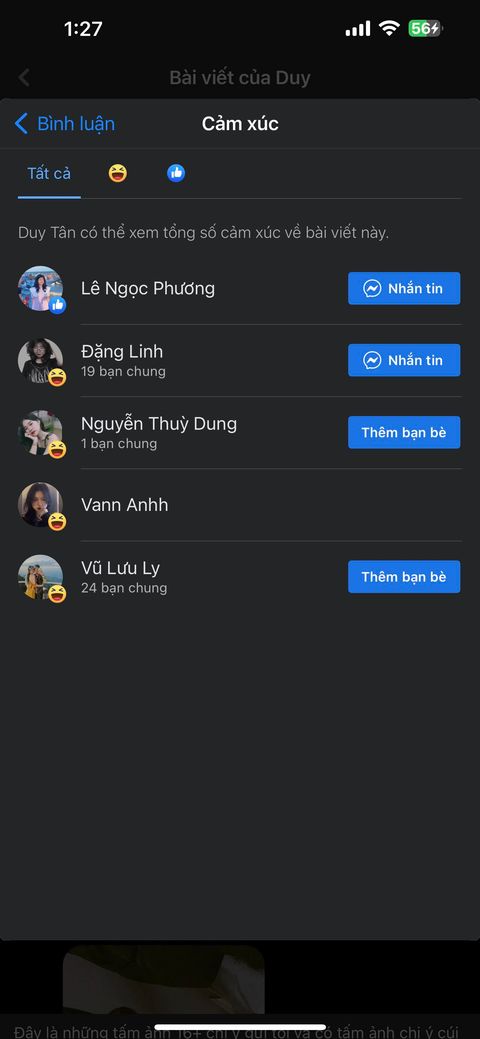 1:27
56
Bài viết của Duy
Bình luận
Cảm xúc
Tất cả
Duy Tân có thể xem tổng số cảm xúc về bài viết này.
Lê Ngọc Phương
Nhắn tin
Đặng Linh
19 bạn chung
Nhắn tin
Nguyễn Thuỳ Dung
1 bạn chung
Thêm bạn bè
Vann Anhh
Vũ Lưu Ly
24 bạn chung
Thêm bạn bè
Đây là những tấm ảnh 16+ chị ý gửi tôi và có tấm ảnh chị ý cúi